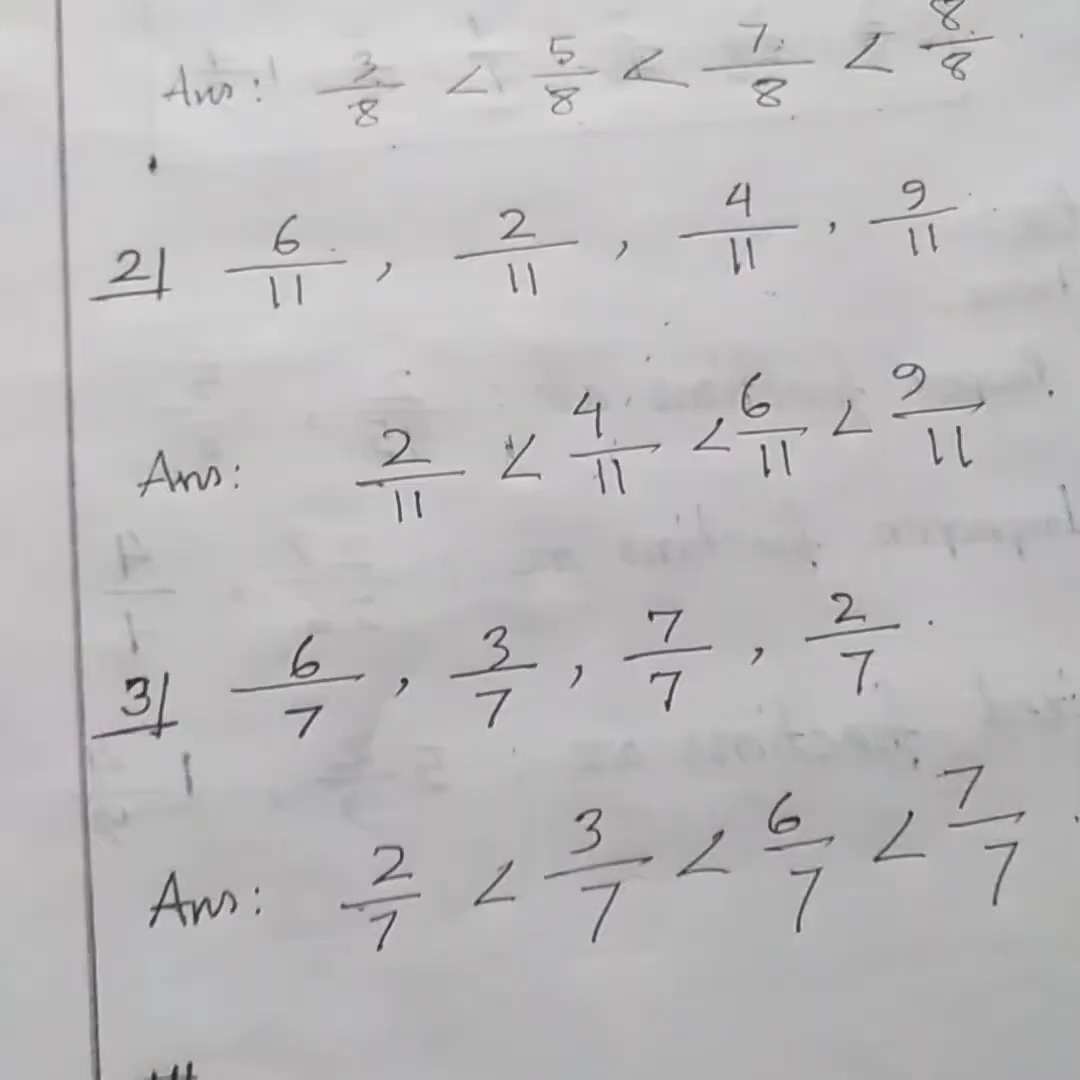 Ans: 3/8 < 5/8 < 7/8 < 8/8.
2) 6/11, 2/11, 4/11, 9/11.
Ans: 2/11 < 4/11 < 6/11 < 9/11.
3) 6/7, 3/7, 7/7, 2/7.
Ans: 2/7 < 3/7 < 6/7 < 7/7.